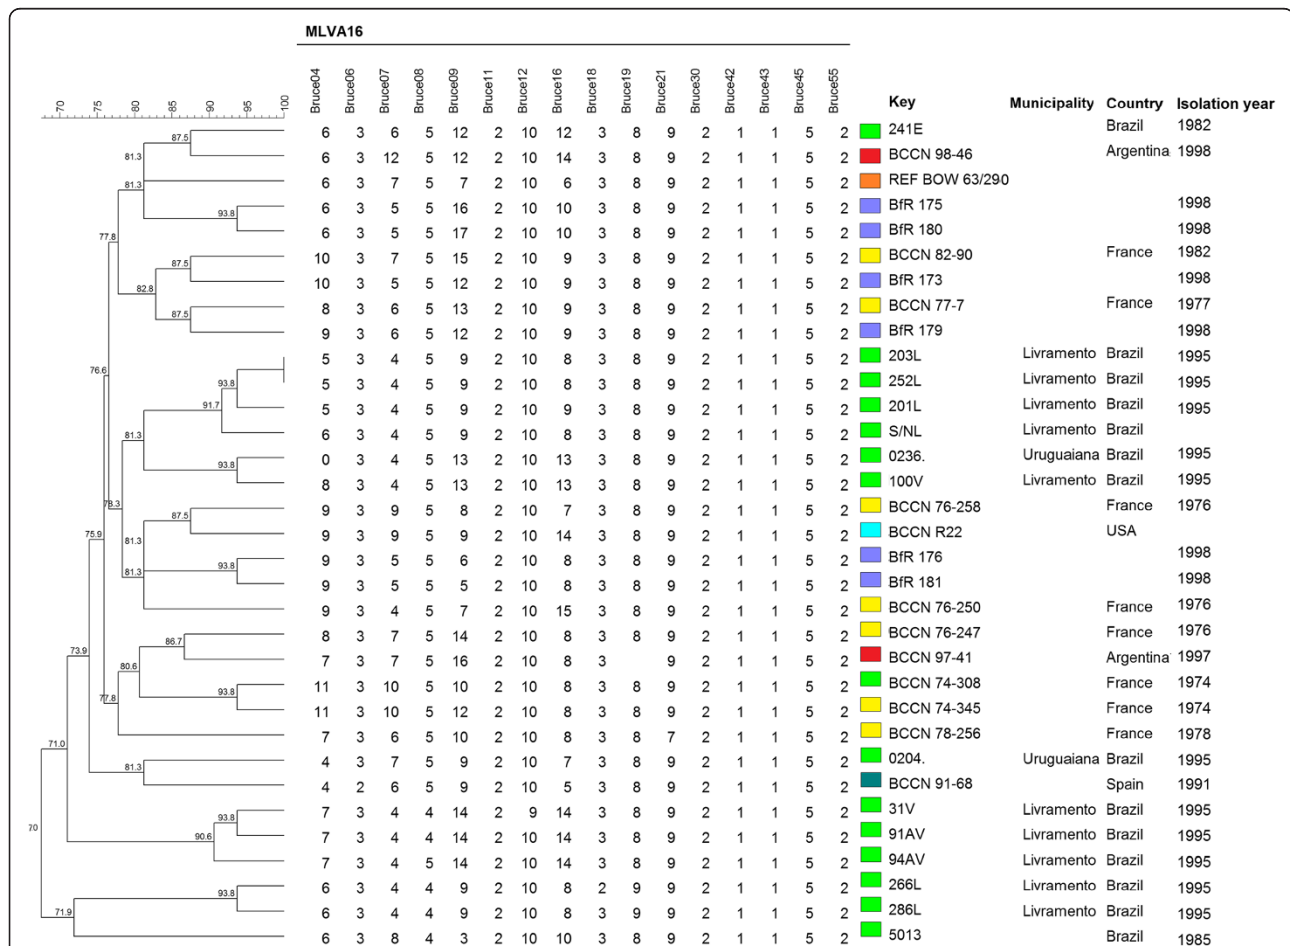 MLVA16
Bruce04 Bruce06 Bruce07 Bruce08 Bruce09 Bruce11 Bruce12 Bruce16 Bruce18 Bruce19 Bruce21 Bruce30 Bruce42 Bruce43 Bruce45 Bruce55
70 75 80 85 90 95 100
Key Municipality Country Isolation year
87.5 6 3 6 5 12 2 10 12 3 8 9 2 1 1 5 2 241E Brazil 1982
81.3 6 3 12 5 12 2 10 14 3 8 9 2 1 1 5 2 BCCN 98-46 Argentina 1998
81.3 6 3 7 5 7 2 10 6 3 8 9 2 1 1 5 2 REF BOW 63/290
93.8 6 3 5 5 16 2 10 10 3 8 9 2 1 1 5 2 BfR 175 1998
77.8 6 3 5 5 17 2 10 10 3 8 9 2 1 1 5 2 BfR 180 1998
87.5 10 3 7 5 15 2 10 9 3 8 9 2 1 1 5 2 BCCN 82-90 France 1982
82.8 10 3 5 5 12 2 10 9 3 8 9 2 1 1 5 2 BfR 173 1998
87.5 8 3 6 5 13 2 10 9 3 8 9 2 1 1 5 2 BCCN 77-7 France 1977
9 3 6 5 12 2 10 9 3 8 9 2 1 1 5 2 BfR 179 1998
76.6 5 3 4 5 9 2 10 8 3 8 9 2 1 1 5 2 203L Livramento Brazil 1995
93.8 5 3 4 5 9 2 10 8 3 8 9 2 1 1 5 2 252L Livramento Brazil 1995
91.7 5 3 4 5 9 2 10 9 3 8 9 2 1 1 5 2 201L Livramento Brazil 1995
81.3 6 3 4 5 9 2 10 8 3 8 9 2 1 1 5 2 S/NL Livramento Brazil
93.8 0 3 4 5 13 2 10 13 3 8 9 2 1 1 5 2 0236. Uruguaiana Brazil 1995
78.3 8 3 4 5 13 2 10 13 3 8 9 2 1 1 5 2 100V Livramento Brazil 1995
87.5 9 3 9 5 8 2 10 7 3 8 9 2 1 1 5 2 BCCN 76-258 France 1976
75.9 81.3 9 3 9 5 9 2 10 14 3 8 9 2 1 1 5 2 BCCN R22 USA
81.3 93.8 9 3 5 5 6 2 10 8 3 8 9 2 1 1 5 2 BfR 176 1998
9 3 5 5 5 2 10 8 3 8 9 2 1 1 5 2 BfR 181 1998
9 3 4 5 7 2 10 15 3 8 9 2 1 1 5 2 BCCN 76-250 France 1976
73.9 86.7 8 3 7 5 14 2 10 8 3 8 9 2 1 1 5 2 BCCN 76-247 France 1976
80.6 7 3 7 5 16 2 10 8 3 9 2 1 1 5 2 BCCN 97-41 Argentina 1997
77.8 93.8 11 3 10 5 10 2 10 8 3 8 9 2 1 1 5 2 BCCN 74-308 France 1974
11 3 10 5 12 2 10 8 3 8 9 2 1 1 5 2 BCCN 74-345 France 1974
71.0 7 3 6 5 10 2 10 8 3 8 7 2 1 1 5 2 BCCN 78-256 France 1978
81.3 4 3 7 5 9 2 10 7 3 8 9 2 1 1 5 2 0204. Uruguaiana Brazil 1995
4 2 6 5 9 2 10 5 3 8 9 2 1 1 5 2 BCCN 91-68 Spain 1991
70 93.8 7 3 4 4 14 2 9 14 3 8 9 2 1 1 5 2 31V Livramento Brazil 1995
90.6 7 3 4 4 14 2 10 14 3 8 9 2 1 1 5 2 91AV Livramento Brazil 1995
7 3 4 5 14 2 10 14 3 8 9 2 1 1 5 2 94AV Livramento Brazil 1995
93.8 6 3 4 4 9 2 10 8 2 9 9 2 1 1 5 2 266L Livramento Brazil 1995
71.9 6 3 4 4 9 2 10 8 3 9 9 2 1 1 5 2 286L Livramento Brazil 1995
6 3 8 4 3 2 10 10 3 8 9 2 1 1 5 2 5013 Brazil 1985